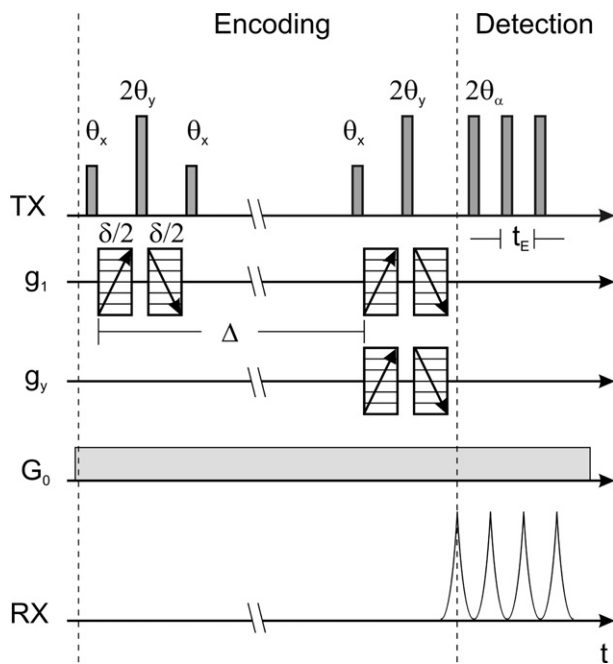 Encoding Detection
2θy 2θy 2θα
θx θx θx
TX
δ/2 δ/2 tE
g1
Δ
gy
G0
RX
t